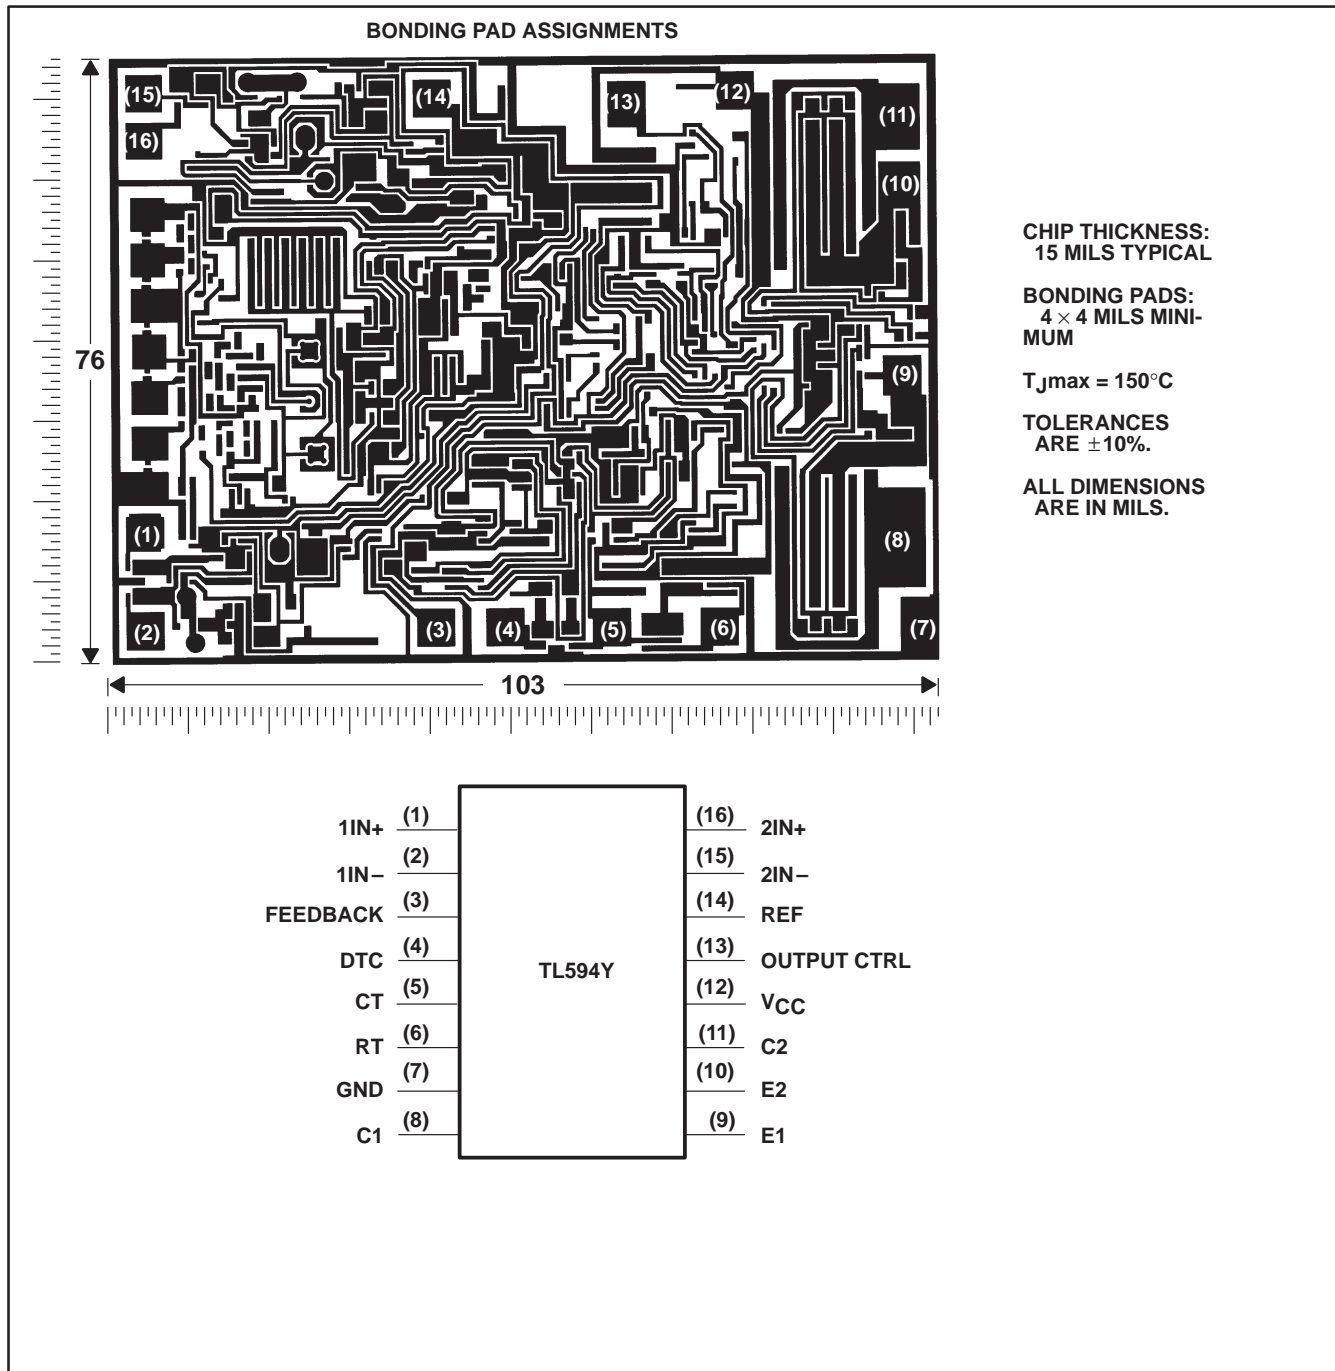 BONDING PAD ASSIGNMENTS
(15)
(14)
(13)
(12)
(11)
(16)
(10)
76
(9)
(1)
(8)
(2)
(3)
(4)
(5)
(6)
(7)
103
CHIP THICKNESS:
15 MILS TYPICAL
BONDING PADS:
4 × 4 MILS MINI-
MUM
TJmax = 150°C
TOLERANCES
ARE ±10%.
ALL DIMENSIONS
ARE IN MILS.
1IN+ (1)
1IN− (2)
FEEDBACK (3)
DTC (4)
CT (5)
RT (6)
GND (7)
C1 (8)
TL594Y
(16) 2IN+
(15) 2IN−
(14) REF
(13) OUTPUT CTRL
(12) VCC
(11) C2
(10) E2
(9) E1